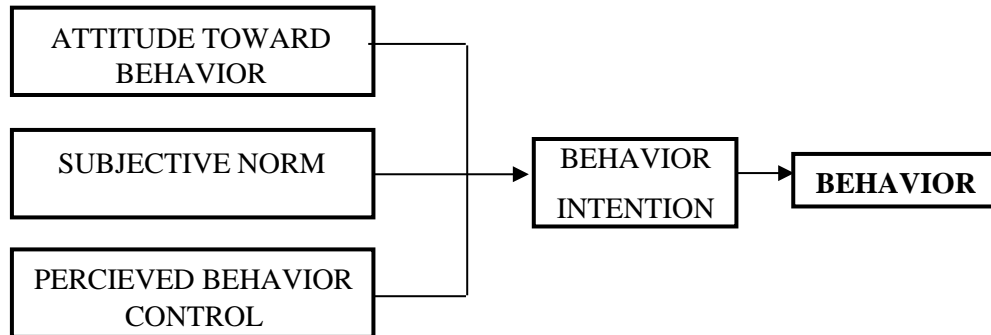 ATTITUDE TOWARD
BEHAVIOR
SUBJECTIVE NORM
PERCIEVED BEHAVIOR
CONTROL
BEHAVIOR
INTENTION
BEHAVIOR